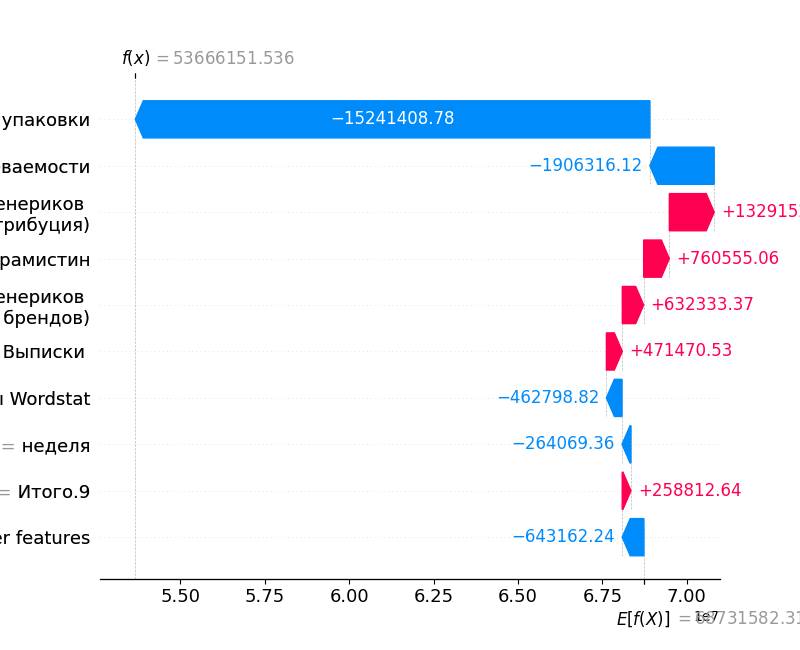 f(x) = 53666151.536
упаковки
−15241408.78
ваемости
−1906316.12
енериков
трибуция)
+132915
рамистин
+760555.06
енериков
брендов)
+632333.37
Выписки
+471470.53
Wordstat
−462798.82
= неделя
−264069.36
= Итого.9
+258812.64
r features
−643162.24
5.50 5.75 6.00 6.25 6.50 6.75 7.00
1e7
E[f(X)] = 68731582.31